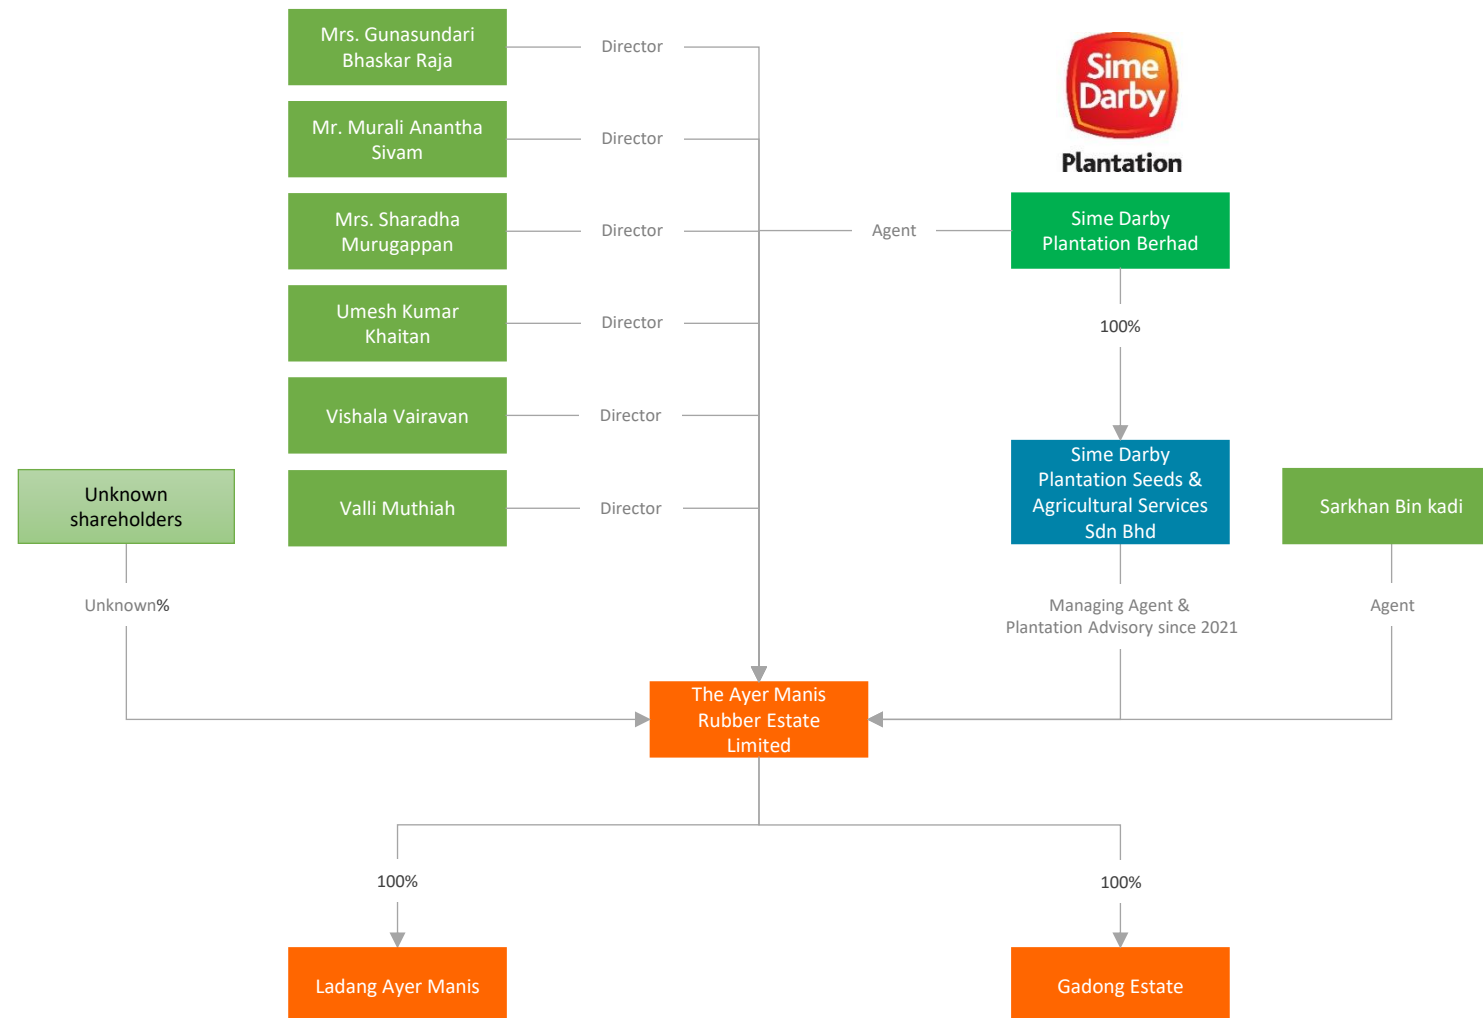 Mrs. Gunasundari
Bhaskar Raja
Director
Sime
Darby
Plantation
Mr. Murali Anantha
Sivam
Director
Mrs. Sharadha
Murugappan
Director
Agent
Sime Darby
Plantation Berhad
Umesh Kumar
Khaitan
Director
100%
Vishala Vairavan
Director
Unknown
shareholders
Valli Muthiah
Director
Sime Darby
Plantation Seeds &
Agricultural Services
Sdn Bhd
Sarkhan Bin kadi
Unknown%
Managing Agent &
Plantation Advisory since 2021
Agent
The Ayer Manis
Rubber Estate
Limited
100%
100%
Ladang Ayer Manis
Gadong Estate